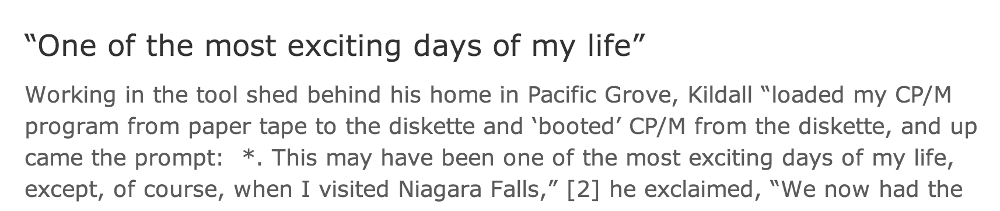 “One of the most exciting days of my life”
Working in the tool shed behind his home in Pacific Grove, Kildall “loaded my CP/M
program from paper tape to the diskette and ‘booted’ CP/M from the diskette, and up
came the prompt:  *. This may have been one of the most exciting days of my life,
except, of course, when I visited Niagara Falls,” [2] he exclaimed, “We now had the